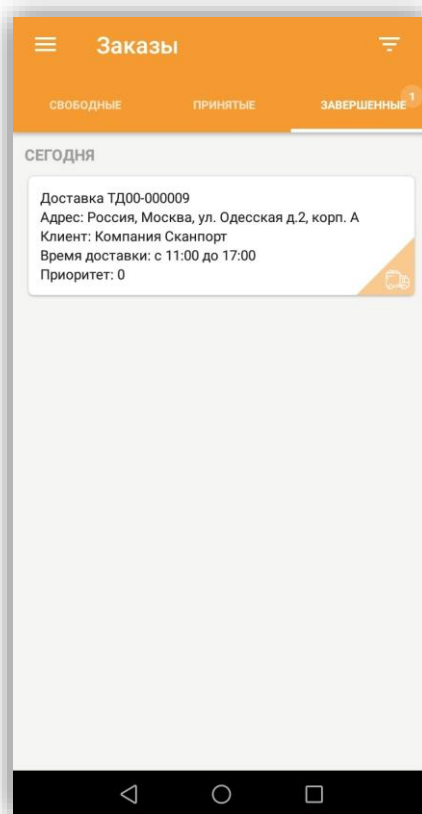 Заказы
СВОБОДНЫЕ ПРИНЯТЫЕ ЗАВЕРШЕННЫЕ 1
СЕГОДНЯ
Доставка ТД00-000009
Адрес: Россия, Москва, ул. Одесская д.2, корп. А
Клиент: Компания Сканпорт
Время доставки: с 11:00 до 17:00
Приоритет: 0